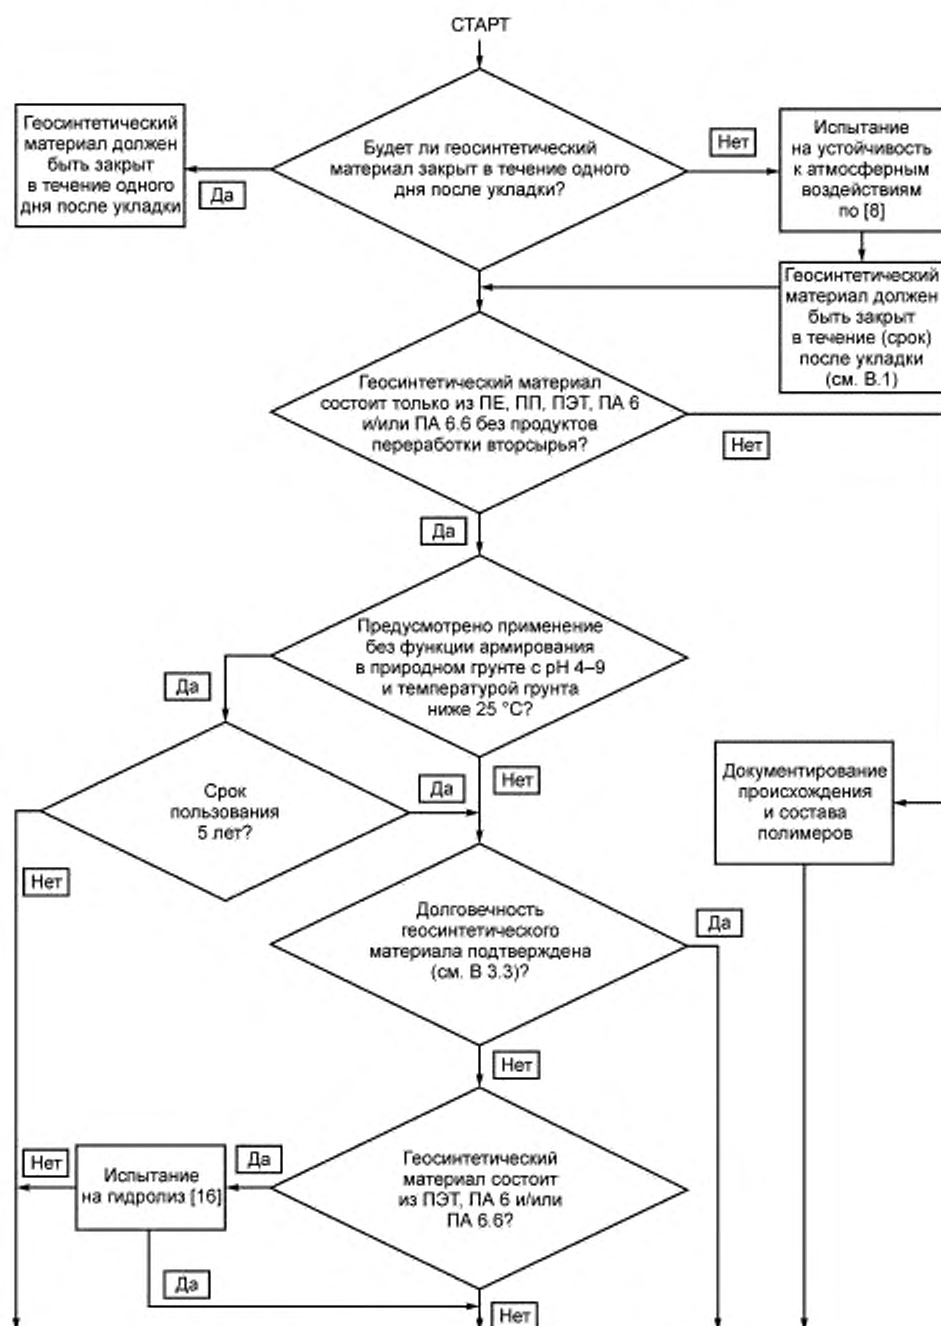 СТАРТ
Будет ли геосинтетический
материал закрыт в течение одного
дня после укладки?
Да
Геосинтетический
материал должен
быть закрыт
в течение одного
дня после укладки
Нет
Испытание
на устойчивость
к атмосферным
воздействиям
по [8]
Геосинтетический
материал должен
быть закрыт
в течение (срок)
после укладки
(см. В.1)
Геосинтетический материал
состоит только из ПЕ, ПП, ПЭТ, ПА 6
и/или ПА 6.6 без продуктов
переработки вторсырья?
Нет
Да
Предусмотрено применение
без функции армирования
в природном грунте с pH 4–9
и температурой грунта
ниже 25 °С?
Да
Нет
Срок
пользования
5 лет?
Да
Нет
Документирование
происхождения
и состава
полимеров
Долговечность
геосинтетического
материала подтверждена
(см. В 3.3)?
Да
Нет
Геосинтетический
материал состоит
из ПЭТ, ПА 6 и/или
ПА 6.6?
Да
Испытание
на гидролиз [16]
Нет
Да
Нет